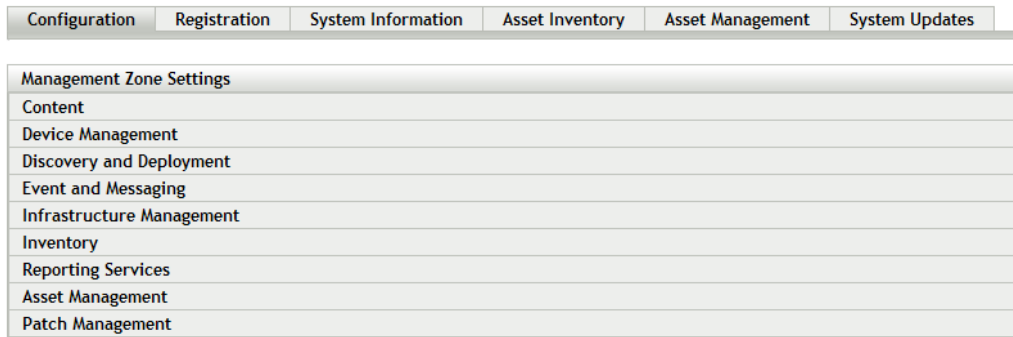 Configuration Registration System Information Asset Inventory Asset Management System Updates
Management Zone Settings
Content
Device Management
Discovery and Deployment
Event and Messaging
Infrastructure Management
Inventory
Reporting Services
Asset Management
Patch Management